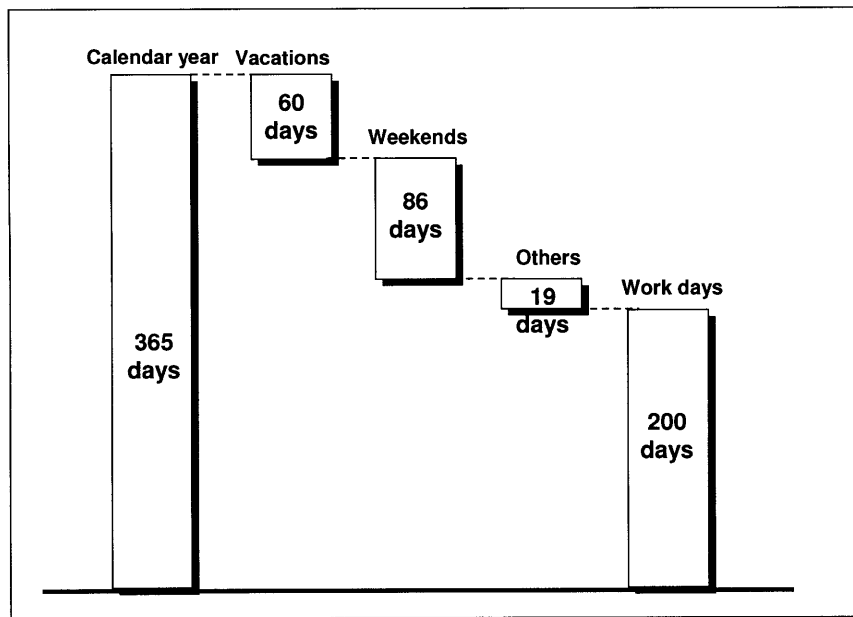 Calendar year
Vacations
60
days
Weekends
86
days
Others
19
days
Work days
365
days
200
days